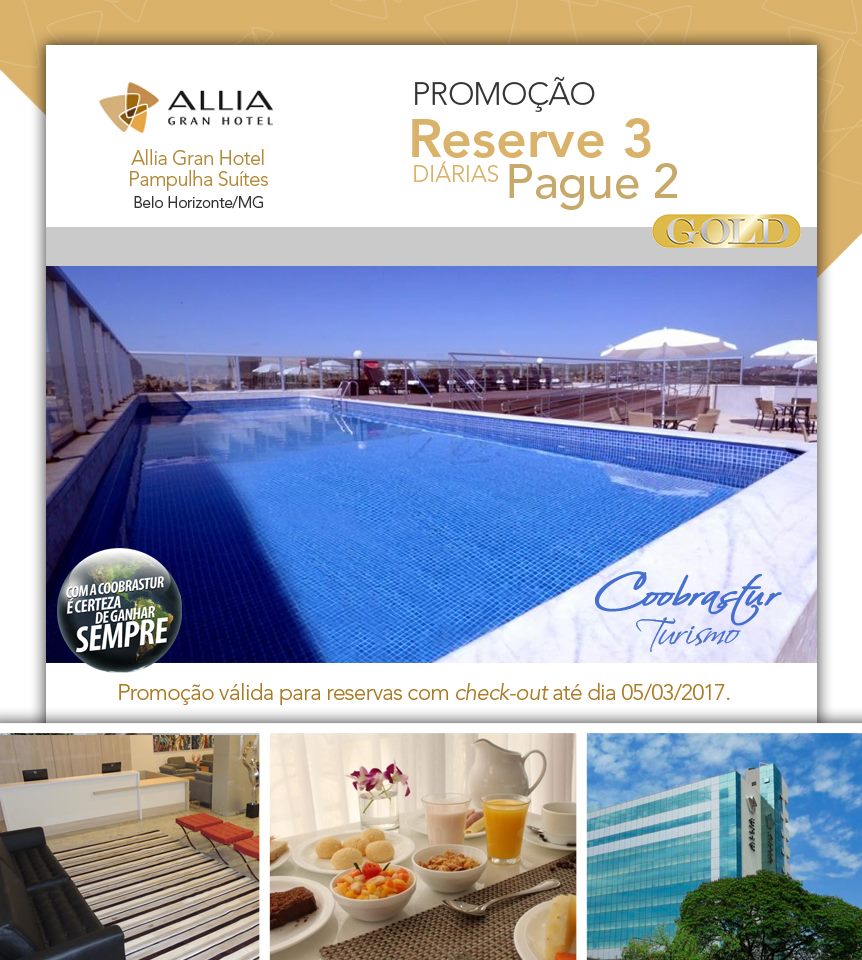 ALLIA
GRAN HOTEL
Allia Gran Hotel
Pampulha Suítes
Belo Horizonte/MG
PROMOÇÃO
Reserve 3
DIÁRIAS Pague 2
GOLD
COM A COOBRASTUR
É CERTEZA
DE GANHAR
SEMPRE
Coobrastur
Turismo
Promoção válida para reservas com check-out até dia 05/03/2017.